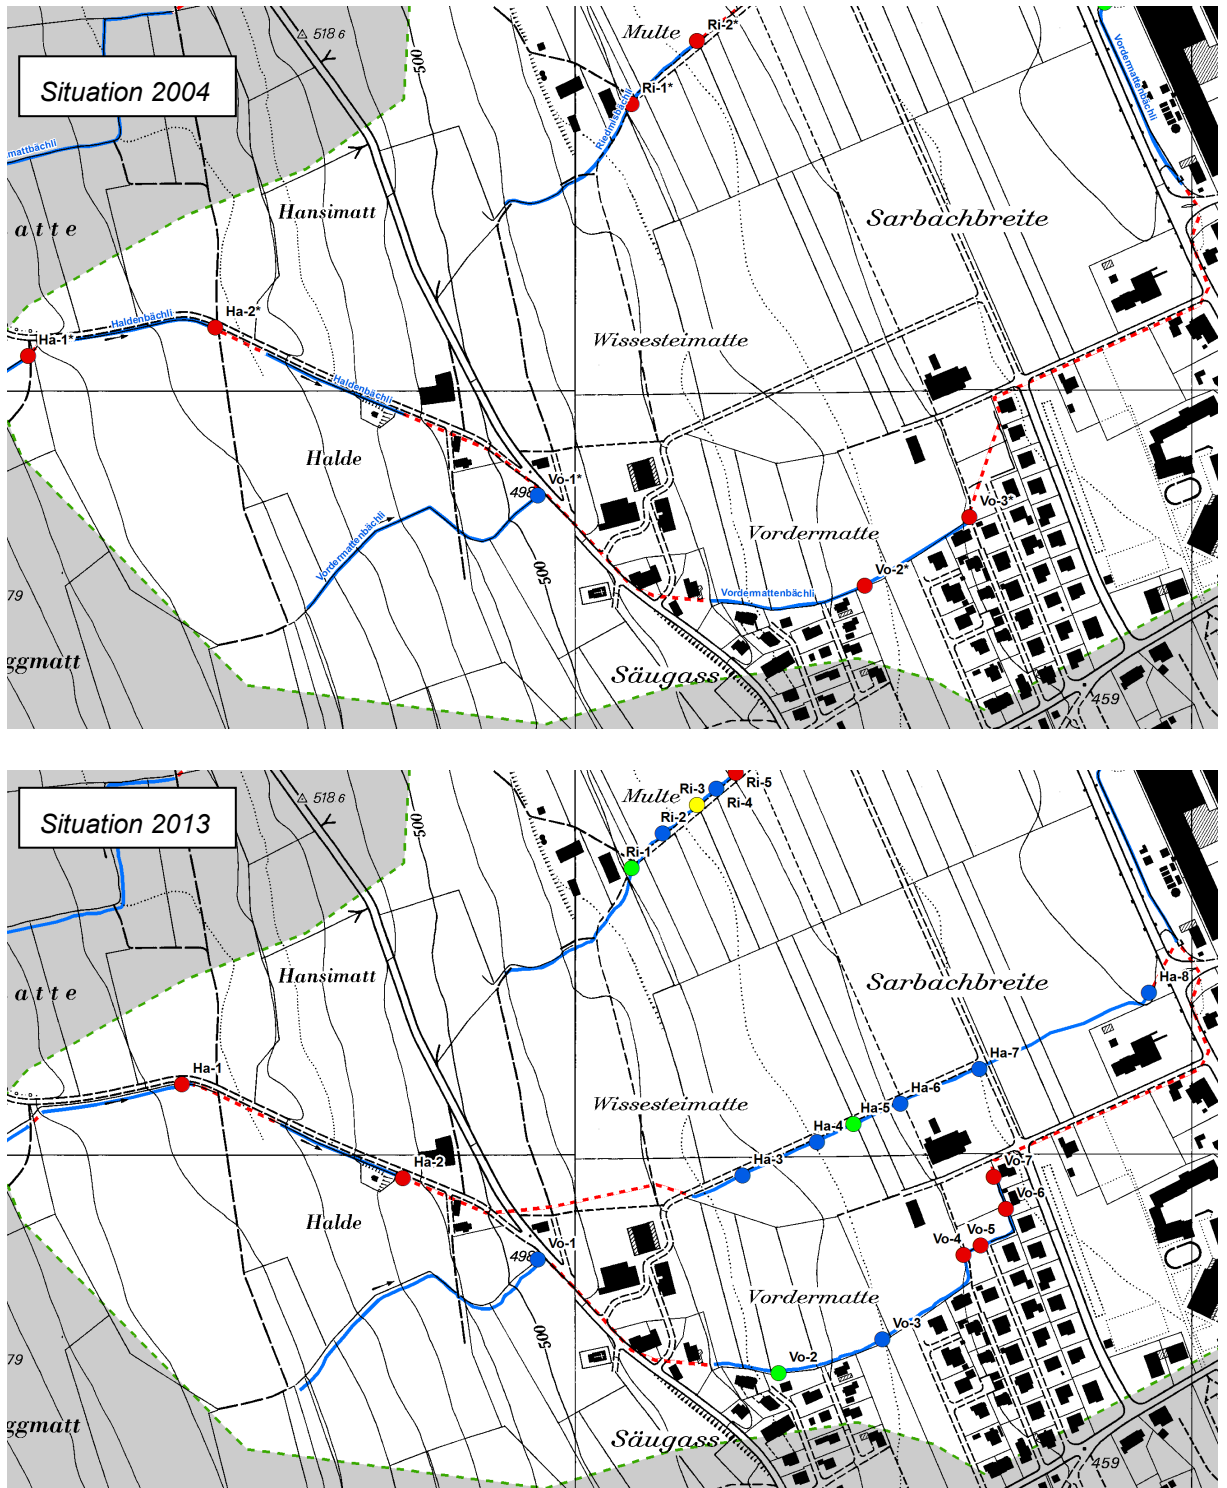 Situation 2004
518 6
500
Multe
Ri-2*
Ri-1*
Riedmisbächli
Vordermattenbächli
mattbächli
Hansimatt
atte
Sarbachbreite
Haldenbächli
Ha-2*
Ha-1*
Wissesteimatte
Haldenbächli
Halde
Vo-1*
498
Vo-3*
Vordermatte
Vordermattenbächli
Vo-2*
500
Vordermattenbächli
79
ggmatt
Säugass
459
Situation 2013
518 6
500
Multe
Ri-5
Ri-3
Ri-4
Ri-2
Ri-1
Hansimatt
atte
Sarbachbreite
Ha-8
Ha-7
Ha-1
Ha-6
Wissesteimatte
Ha-5
Ha-4
Ha-2
Ha-3
Vo-7
Vo-6
Halde
Vo-1
498
Vo-5
Vo-4
Vordermatte
Vo-3
500
Vo-2
79
ggmatt
Säugass
459